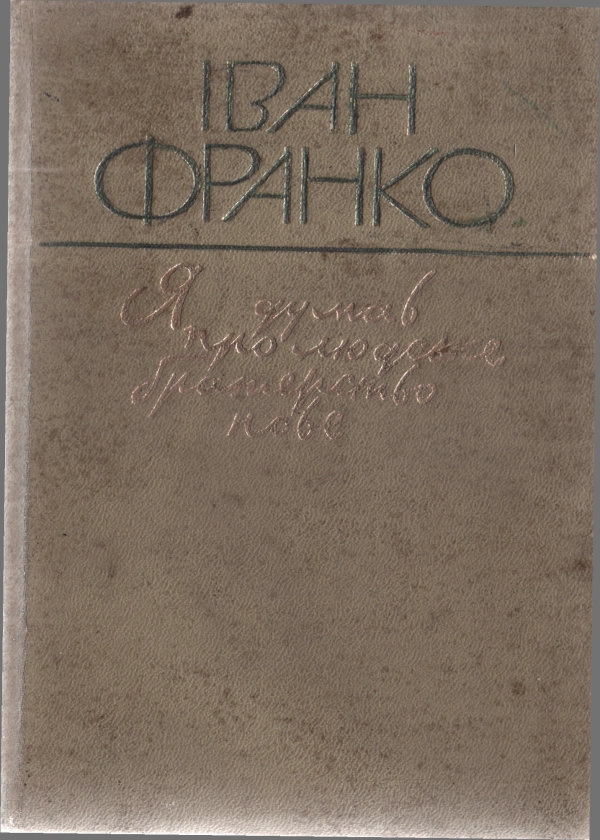 ІВАН
ФРАНКО
Я думав
про людське
братерство
нове